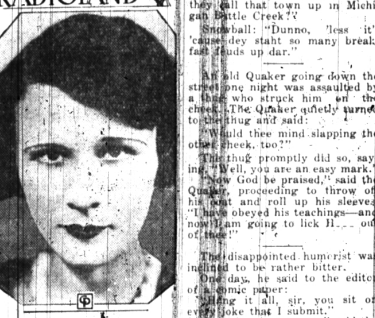 RADIOLAND
they call that town up in Michi
gan Battle Creek?"
Snowball: "Dunno, 'less it'
'cause dey staht so many break
fast feuds up dar."
An old Quaker going down the
street one night was assaulted by
a thug who struck him on the
cheek. The Quaker quietly turned
to the thug and said:
"Would thee mind slapping the
other cheek, too?"
The thug promptly did so, say
ing, "Well, you are an easy mark."
"Now God be praised," said the
Quaker, proceeding to throw of
his coat and roll up his sleeves
"I have obeyed his teachings—and
now I am going to lick H—— out
of thee!"
The disappointed humorist was
inclined to be rather bitter.
One day, he said to the editor
of a comic paper:
"Hang it all, sir, you sit on
every joke that I submit."